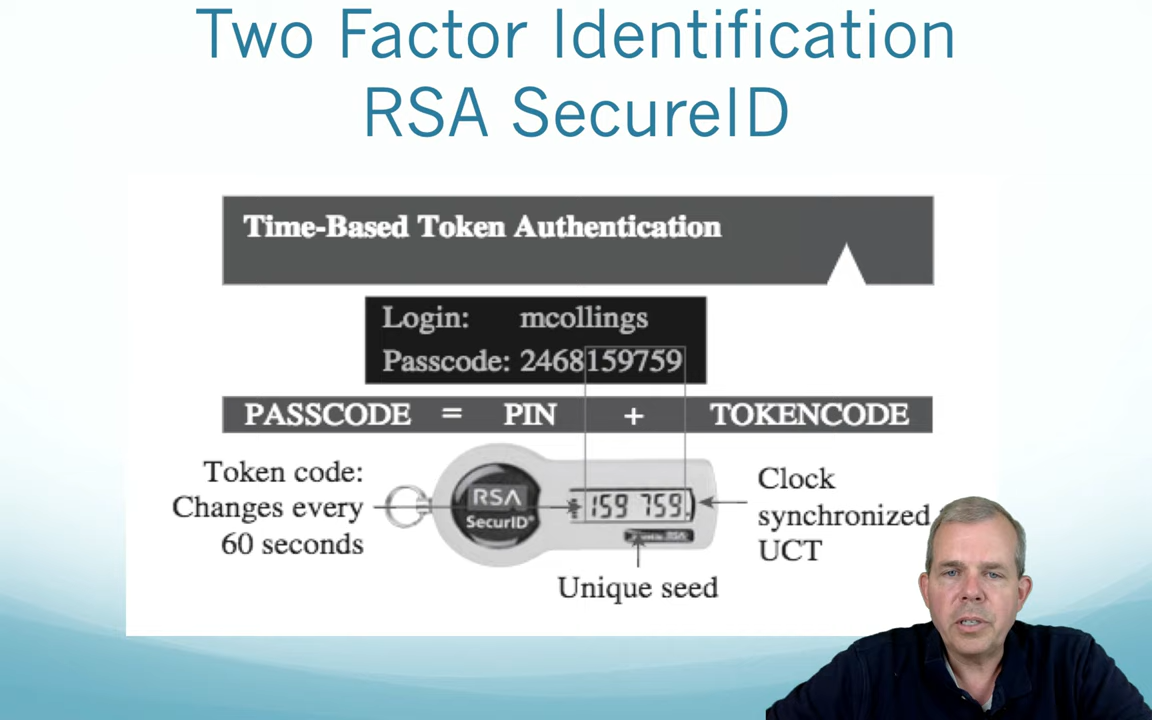 Two Factor Identification
RSA SecureID
Time-Based Token Authentication
Login: mcollings
Passcode: 2468159759
PASSCODE = PIN + TOKENCODE
Token code:
Changes every
60 seconds
RSA
SecurID®
159 759
Clock
synchronized
UCT
RSA
Unique seed